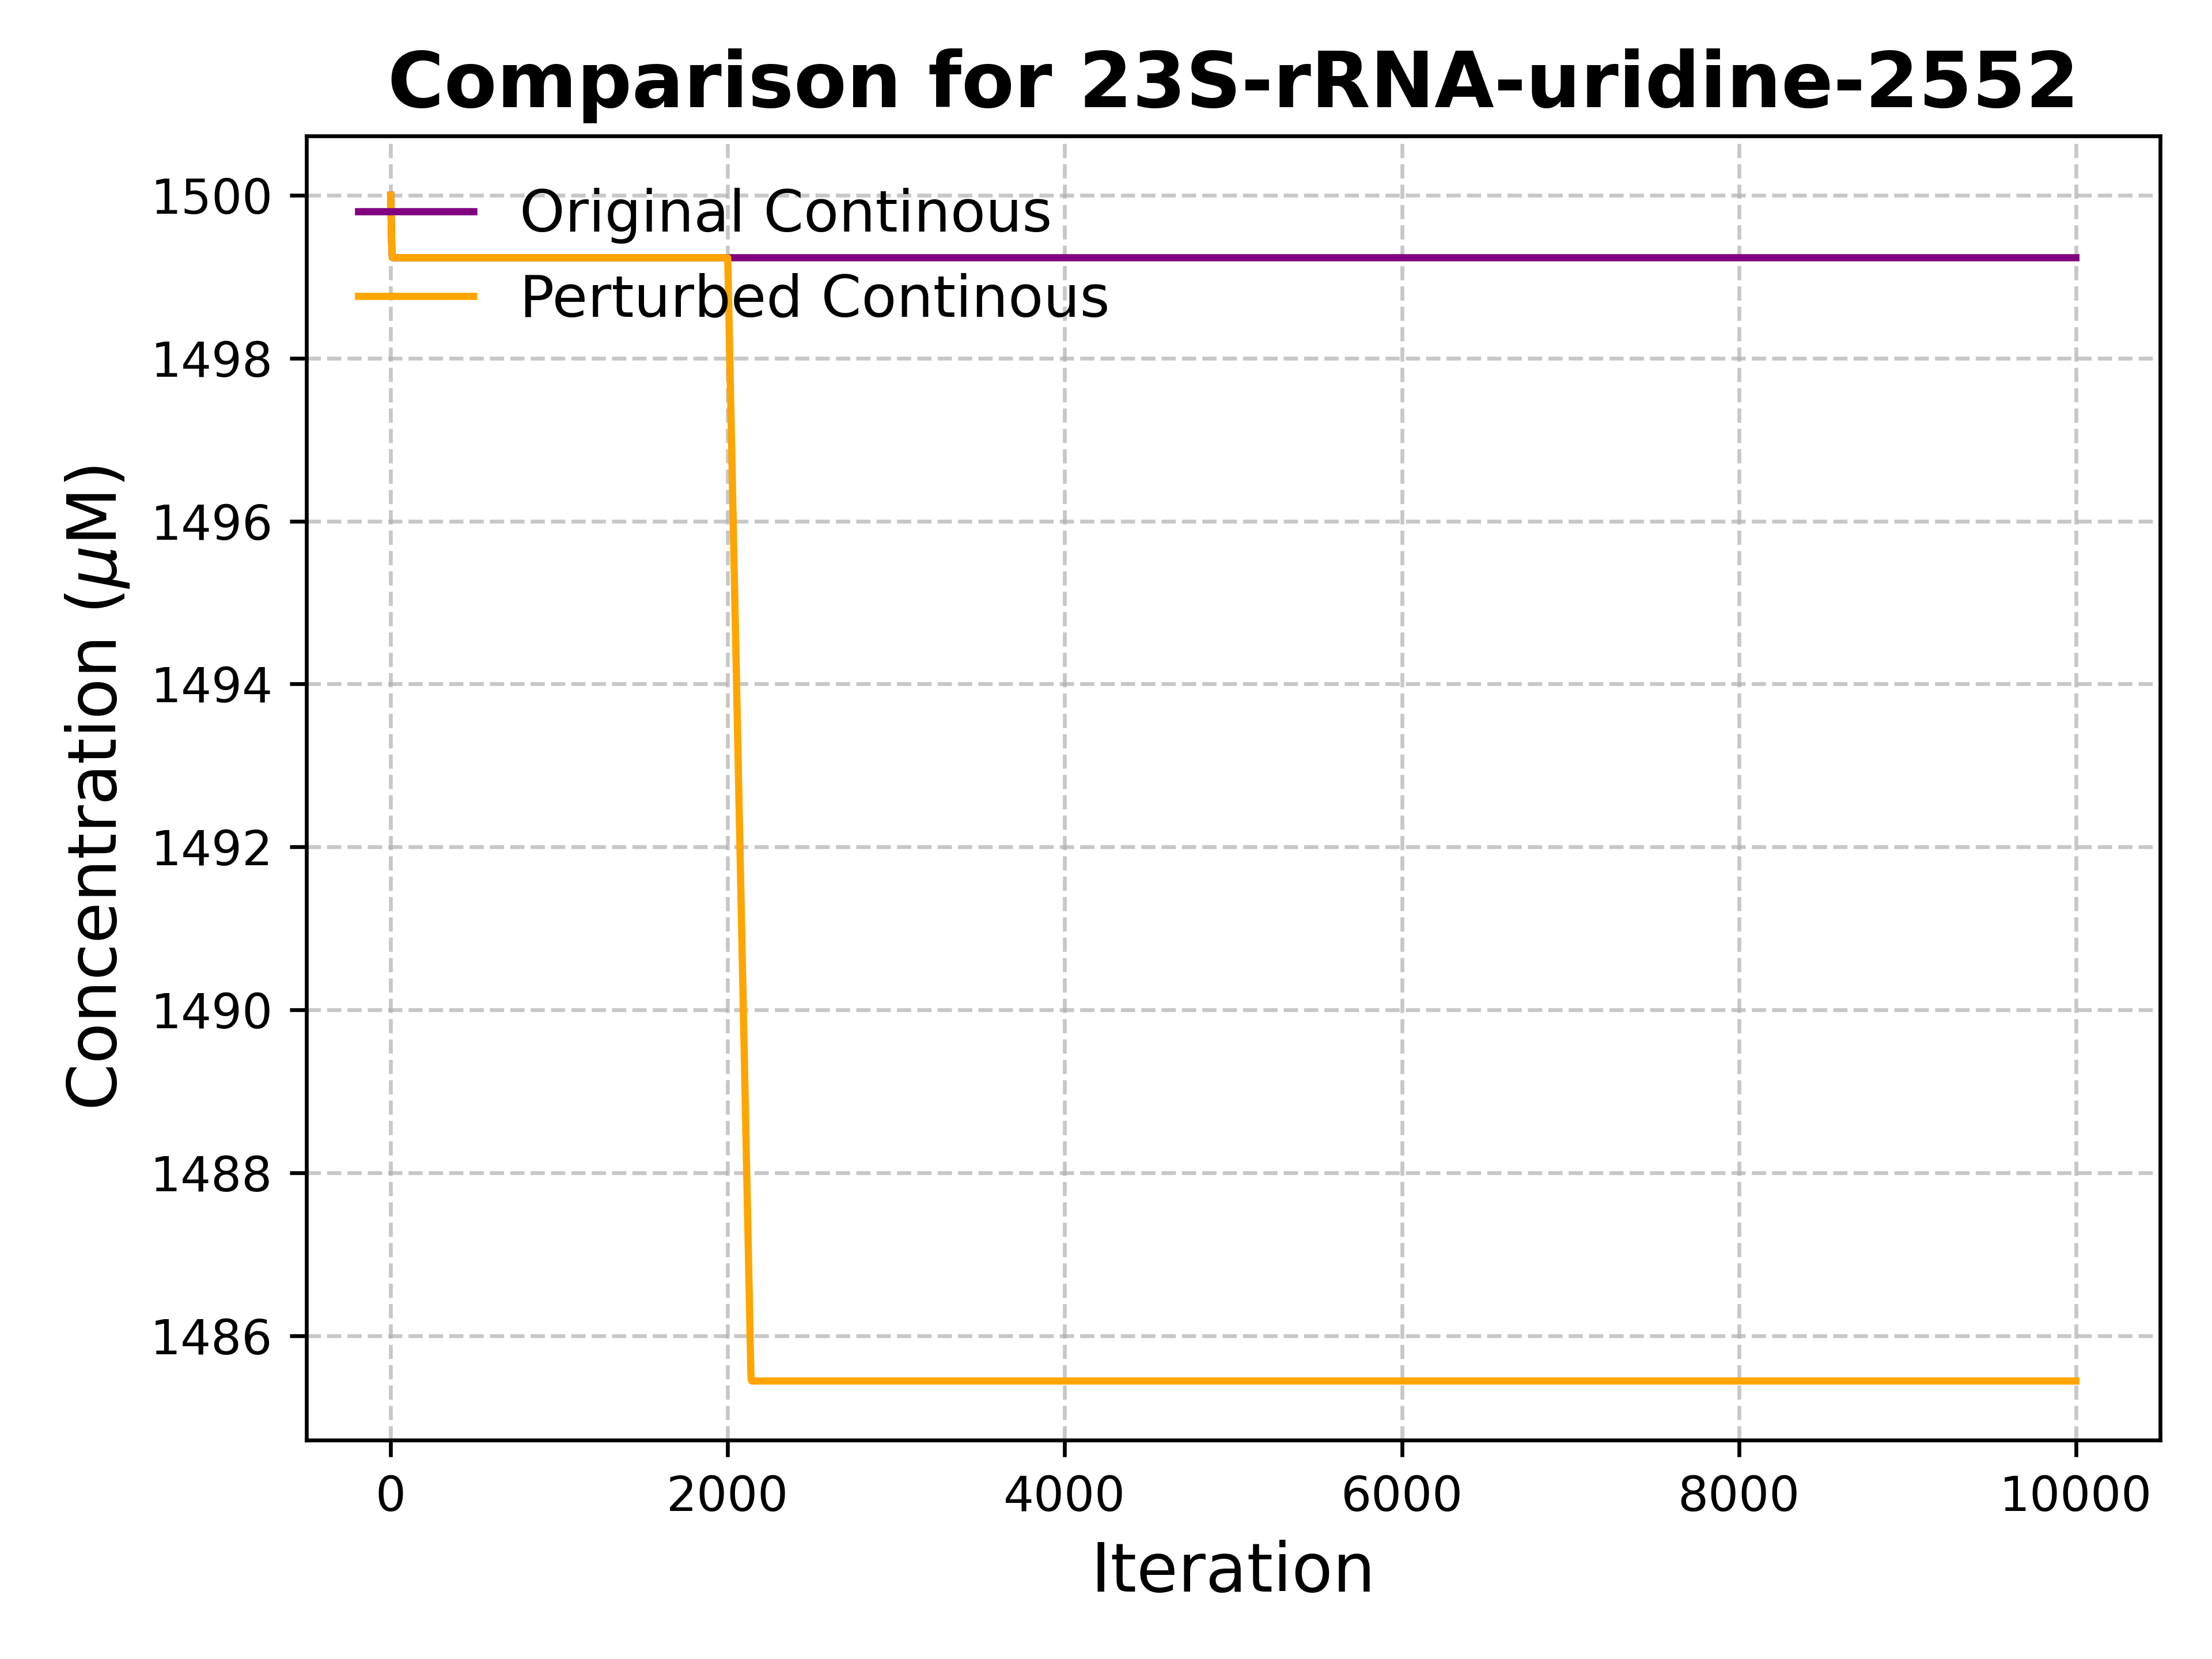 Comparison for 23S-rRNA-uridine-2552
Concentration (μM)
1500
1498
1496
1494
1492
1490
1488
1486
Original Continous
Perturbed Continous
0 2000 4000 6000 8000 10000
Iteration